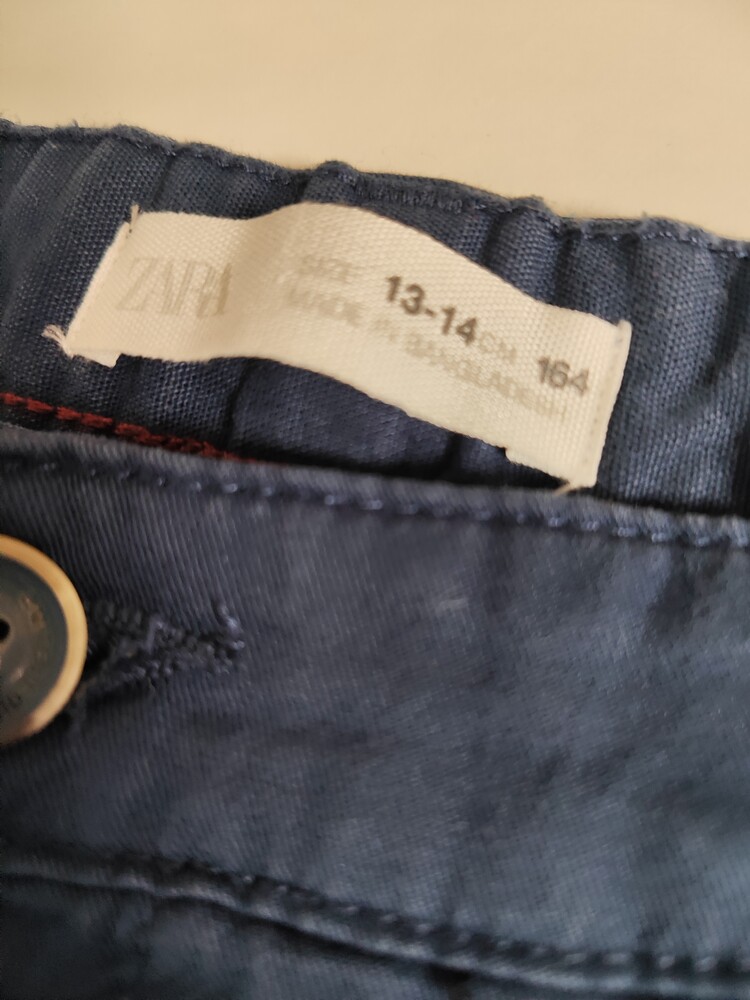 ZARA
SIZE 13-14 CM 164
MADE IN BANGLADESH